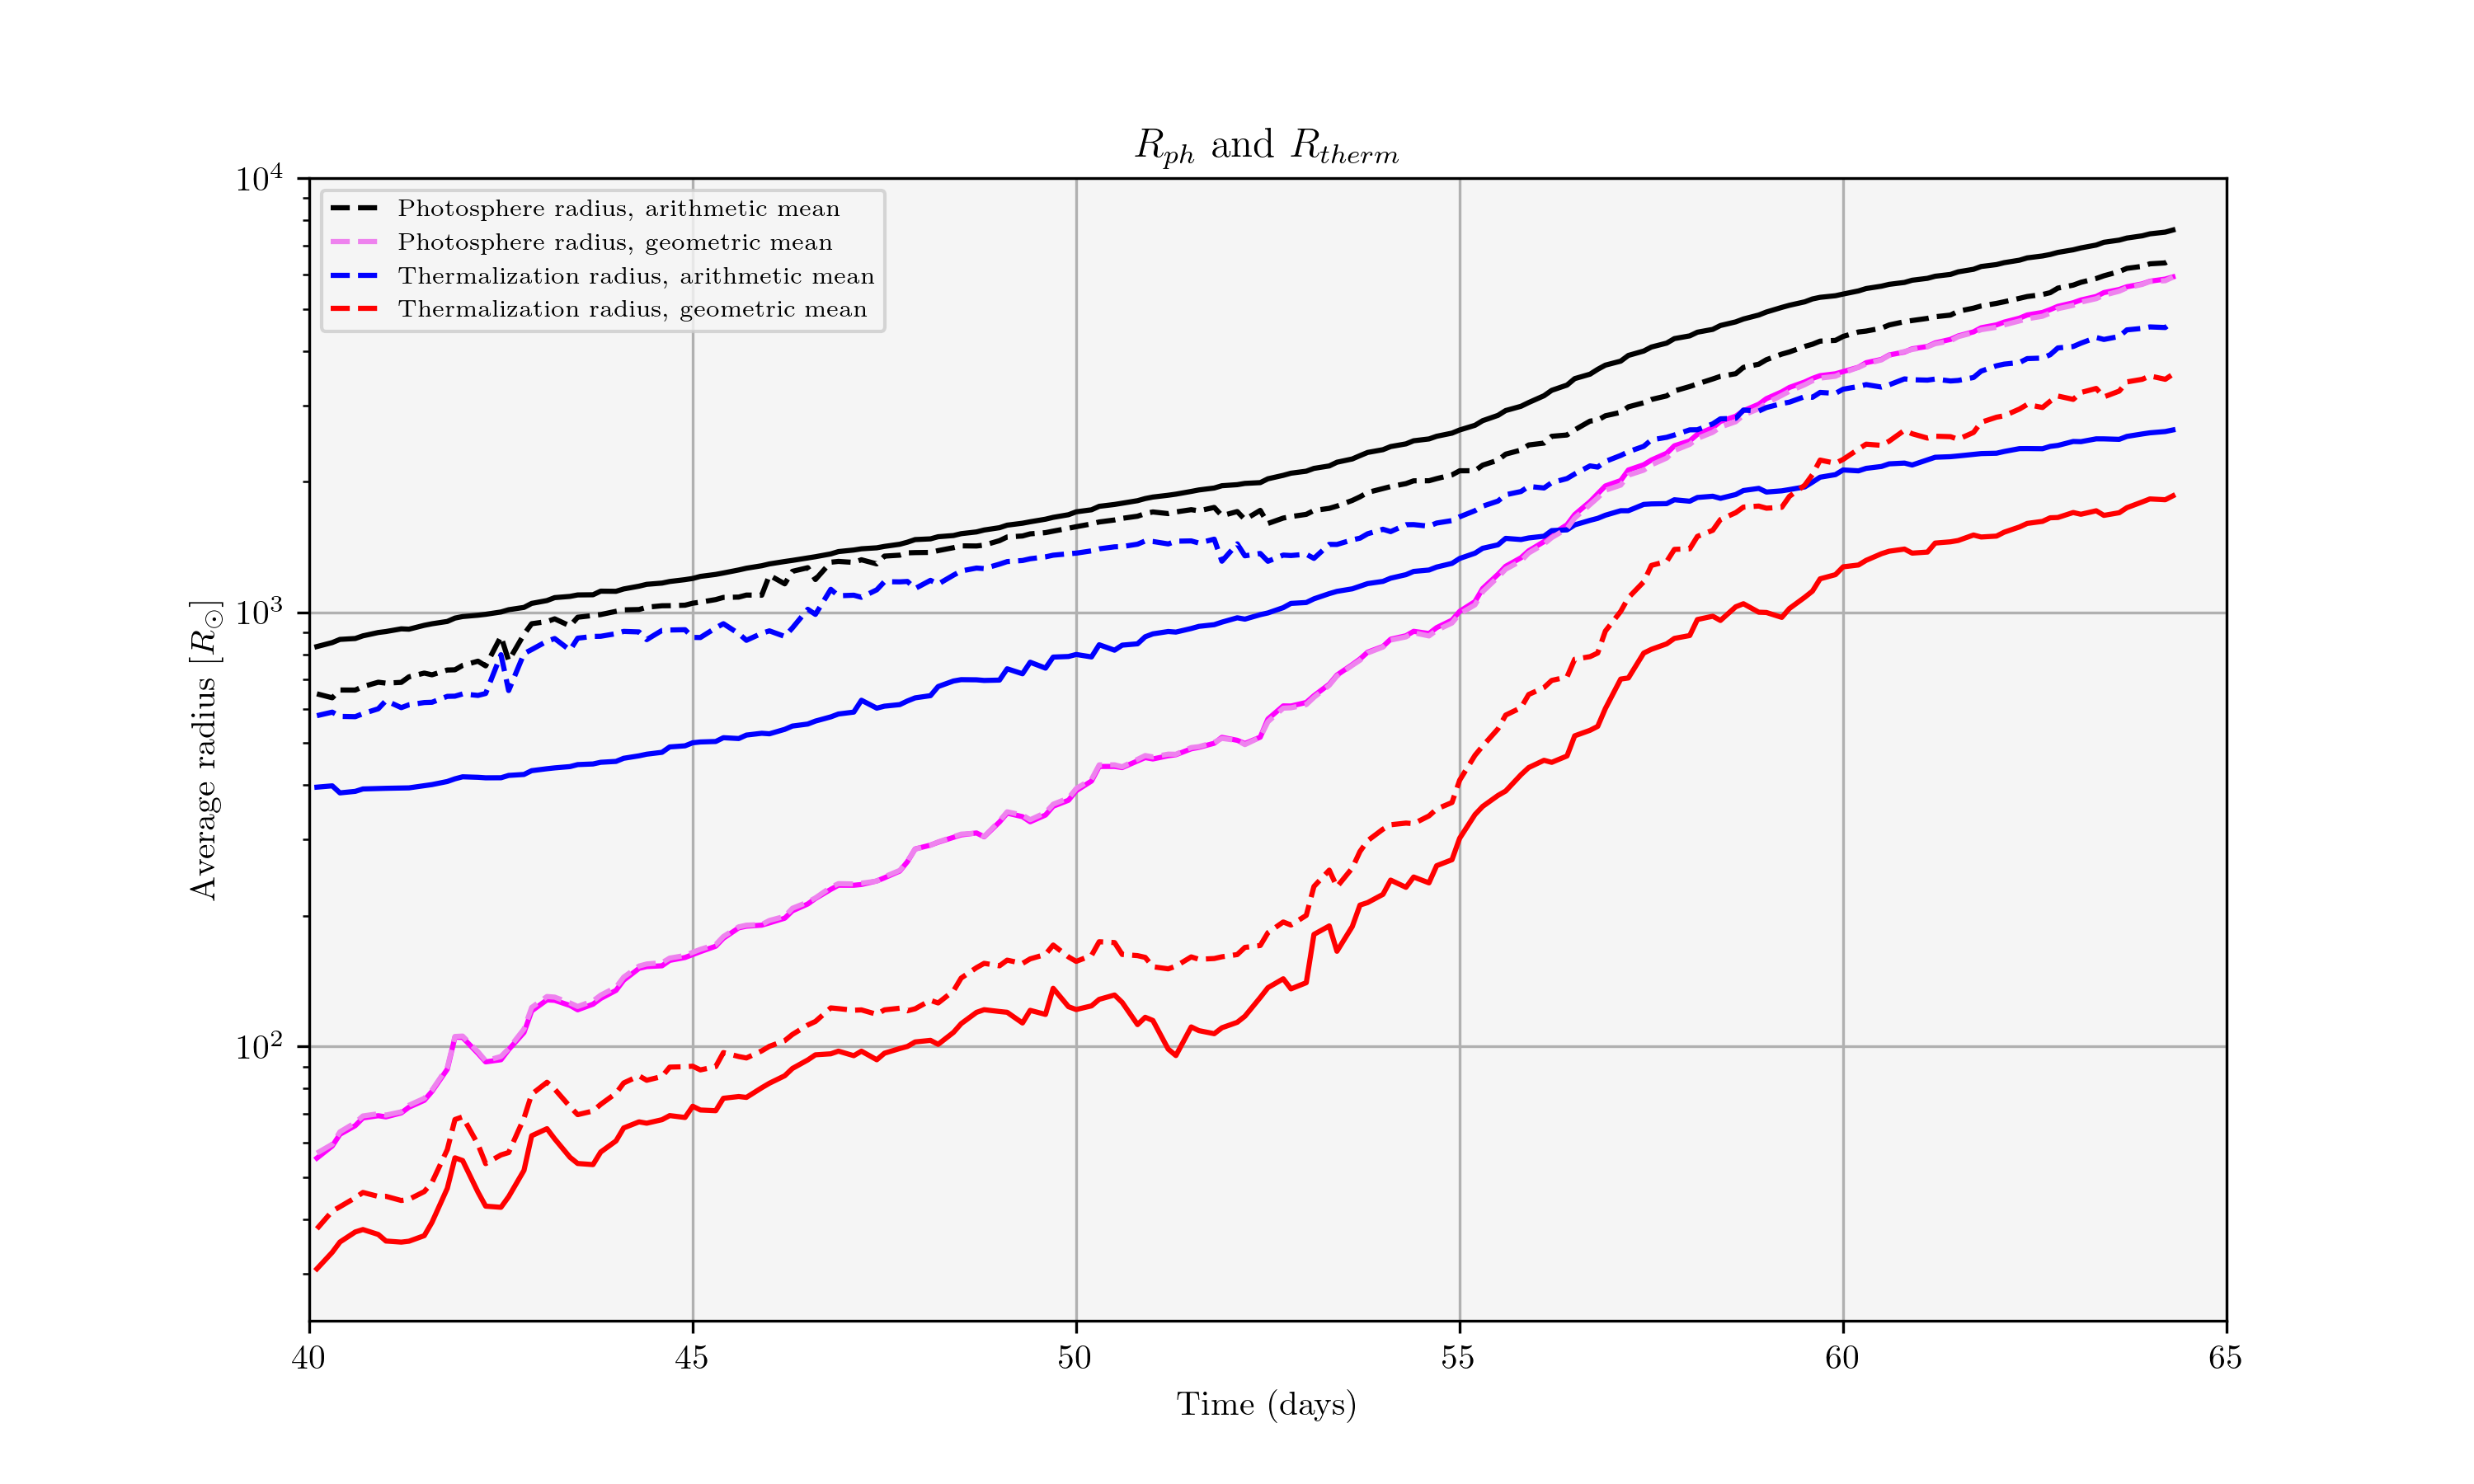 R_ph and R_therm
10^4
Photosphere radius, arithmetic mean
Photosphere radius, geometric mean
Thermalization radius, arithmetic mean
Thermalization radius, geometric mean
Average radius [R_⊙]
10^3
10^2
40 45 50 55 60 65
Time (days)